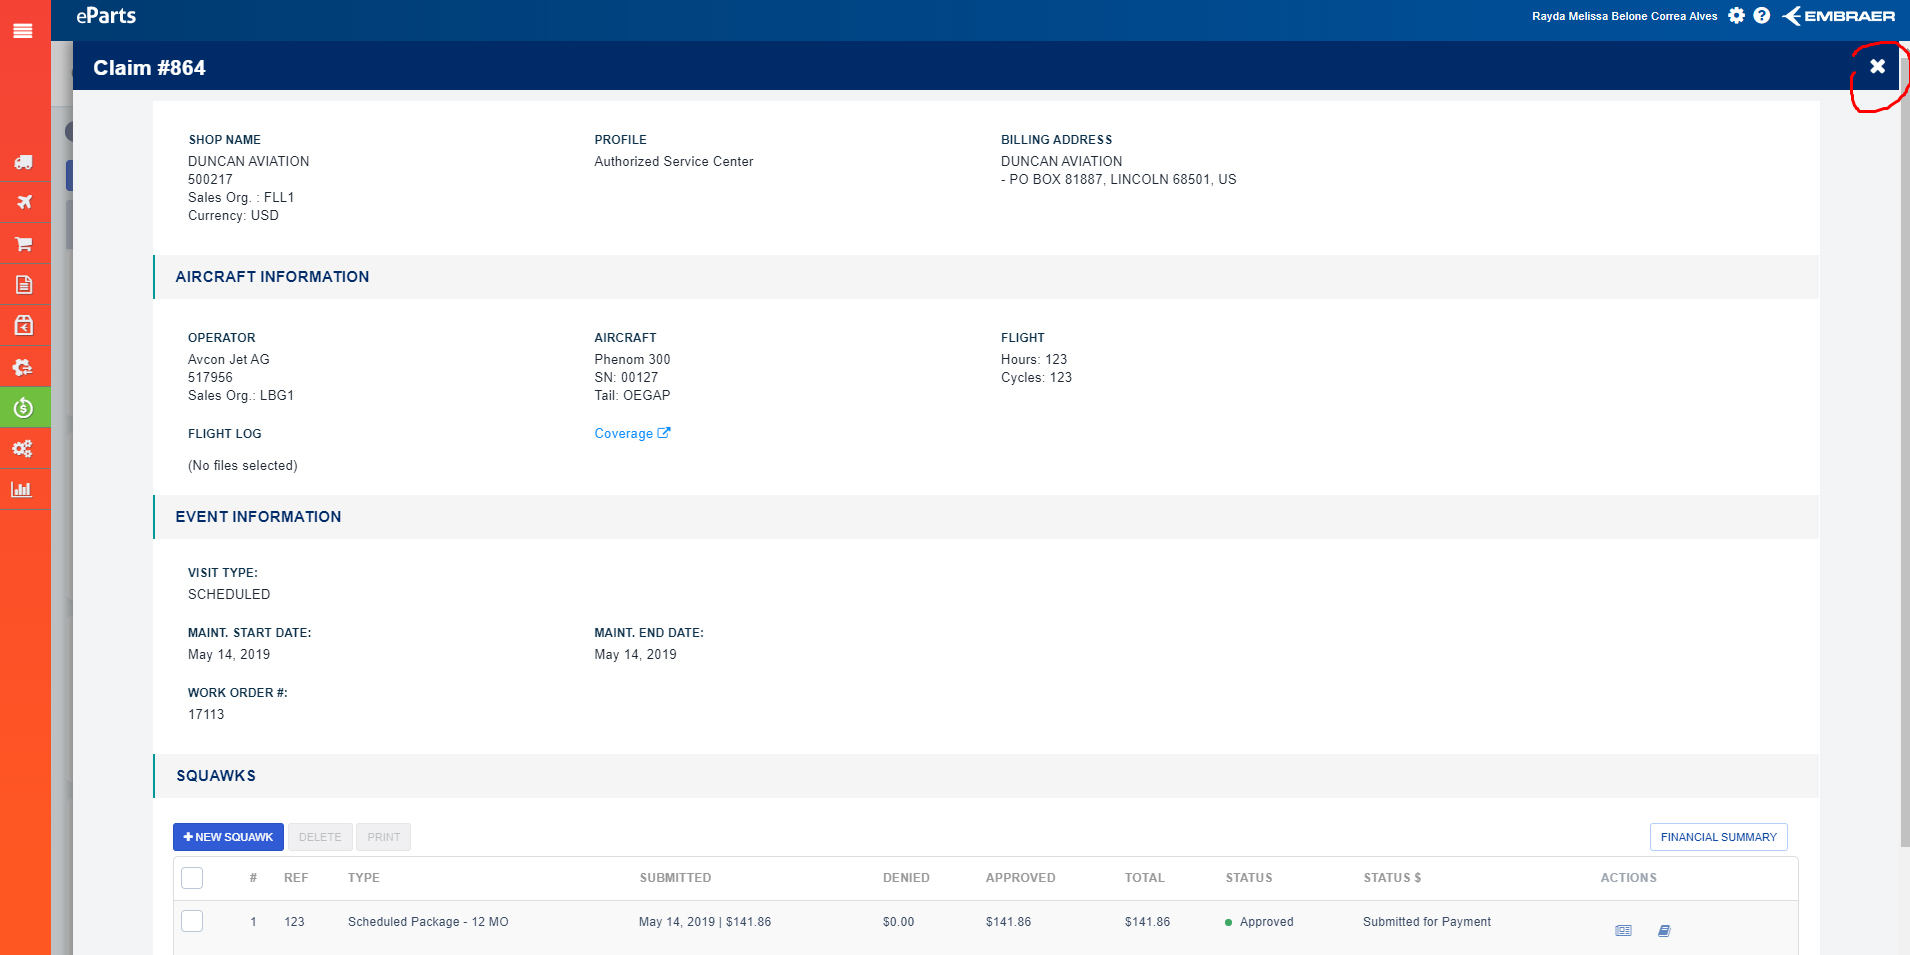 eParts
Rayda Melissa Belone Correa Alves
EMBRAER
Claim #864
SHOP NAME
DUNCAN AVIATION
500217
Sales Org. : FLL1
Currency: USD
PROFILE
Authorized Service Center
BILLING ADDRESS
DUNCAN AVIATION
- PO BOX 81887, LINCOLN 68501, US
AIRCRAFT INFORMATION
OPERATOR
Avcon Jet AG
517956
Sales Org.: LBG1
AIRCRAFT
Phenom 300
SN: 00127
Tail: OEGAP
FLIGHT
Hours: 123
Cycles: 123
FLIGHT LOG
(No files selected)
Coverage
EVENT INFORMATION
VISIT TYPE:
SCHEDULED
MAINT. START DATE:
May 14, 2019
MAINT. END DATE:
May 14, 2019
WORK ORDER #:
17113
SQUAWKS
NEW SQUAWK DELETE PRINT FINANCIAL SUMMARY
# REF TYPE SUBMITTED DENIED APPROVED TOTAL STATUS STATUS $ ACTIONS
1 123 Scheduled Package - 12 MO May 14, 2019 | $141.86 $0.00 $141.86 $141.86 Approved Submitted for Payment